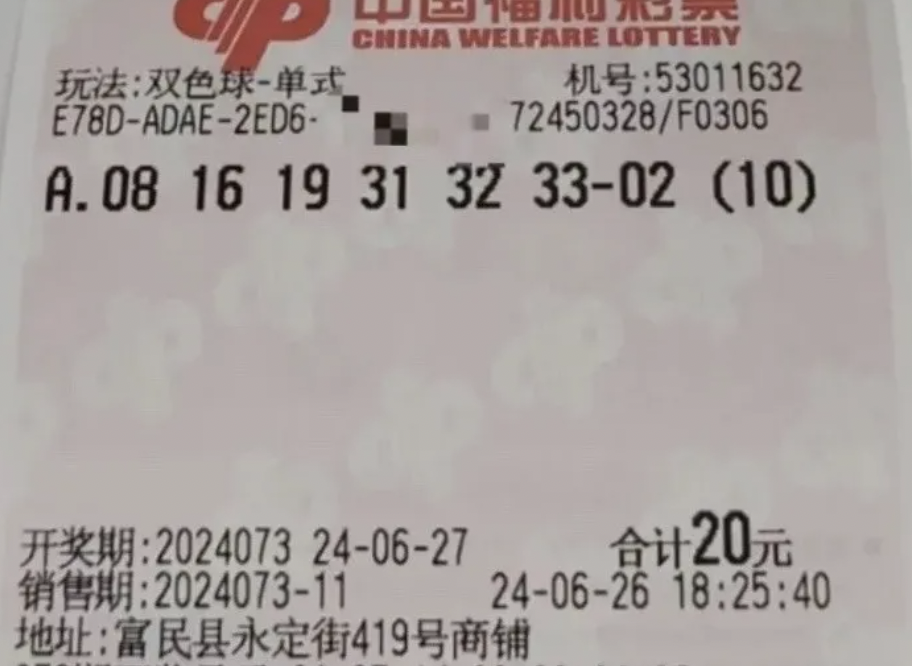 中国福利彩票
CHINA WELFARE LOTTERY
玩法:双色球-单式 机号:53011632
E78D-ADAE-2ED6- 72450328/F0306
A.08 16 19 31 32 33-02 (10)
开奖期:2024073 24-06-27 合计20元
销售期:2024073-11 24-06-26 18:25:40
地址:富民县永定街419号商铺